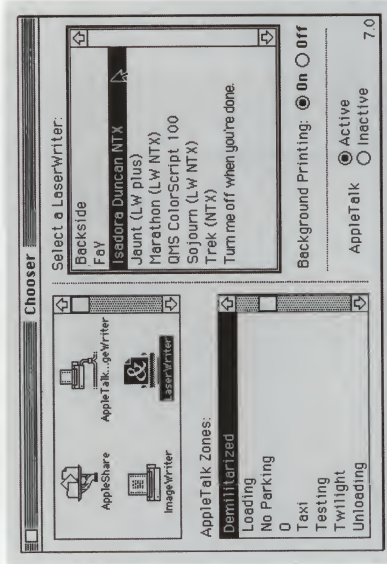 Chooser
AppleShare
AppleTalk...geWriter
ImageWriter
LaserWriter
AppleTalk Zones:
Demilitarized
Loading
No Parking
O
Taxi
Testing
Twilight
Unloading
Select a LaserWriter:
Backside
FaY
Isadora Duncan NTX
Jaunt (LW plus)
Marathon (LW NTX)
QMS ColorScript 100
Sojourn (LW NTX)
Trek (NTX)
Turn me off when you're done.
Background Printing: On Off
AppleTalk Active
Inactive
7.0